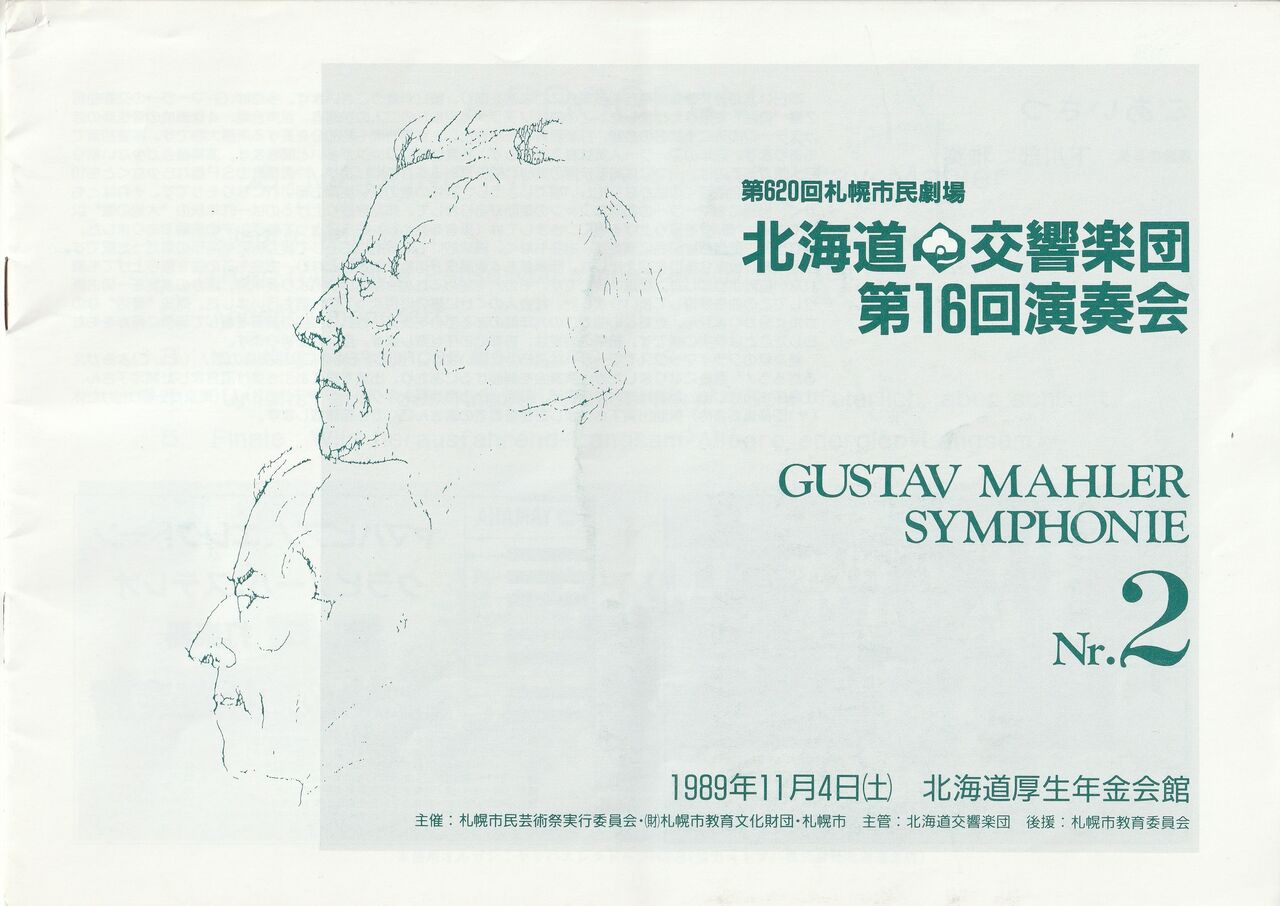 第620回札幌市民劇場
北海道交響楽団
第16回演奏会
GUSTAV MAHLER
SYMPHONIE
Nr.2
1989年11月4日㈯ 北海道厚生年金会館
主催：札幌市民芸術祭実行委員会・㈶札幌市教育文化財団・札幌市 主管：北海道交響楽団 後援：札幌市教育委員会